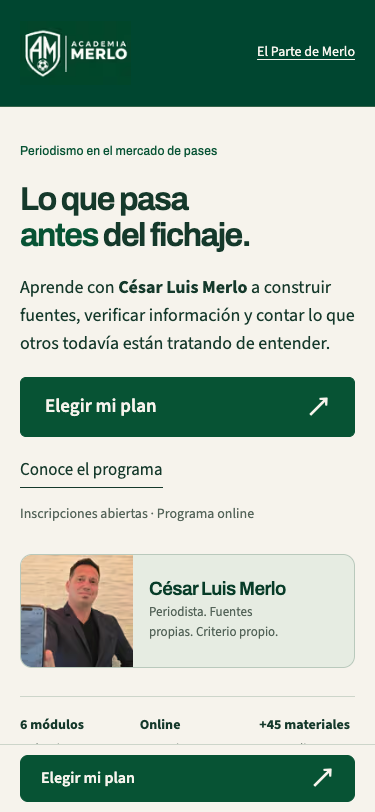 ACADEMIA
AM MERLO
El Parte de Merlo
Periodismo en el mercado de pases
Lo que pasa
antes del fichaje.
Aprende con César Luis Merlo a construir
fuentes, verificar información y contar lo que
otros todavía están tratando de entender.
Elegir mi plan
Conoce el programa
Inscripciones abiertas · Programa online
César Luis Merlo
Periodista. Fuentes
propias. Criterio propio.
6 módulos Online +45 materiales
Elegir mi plan